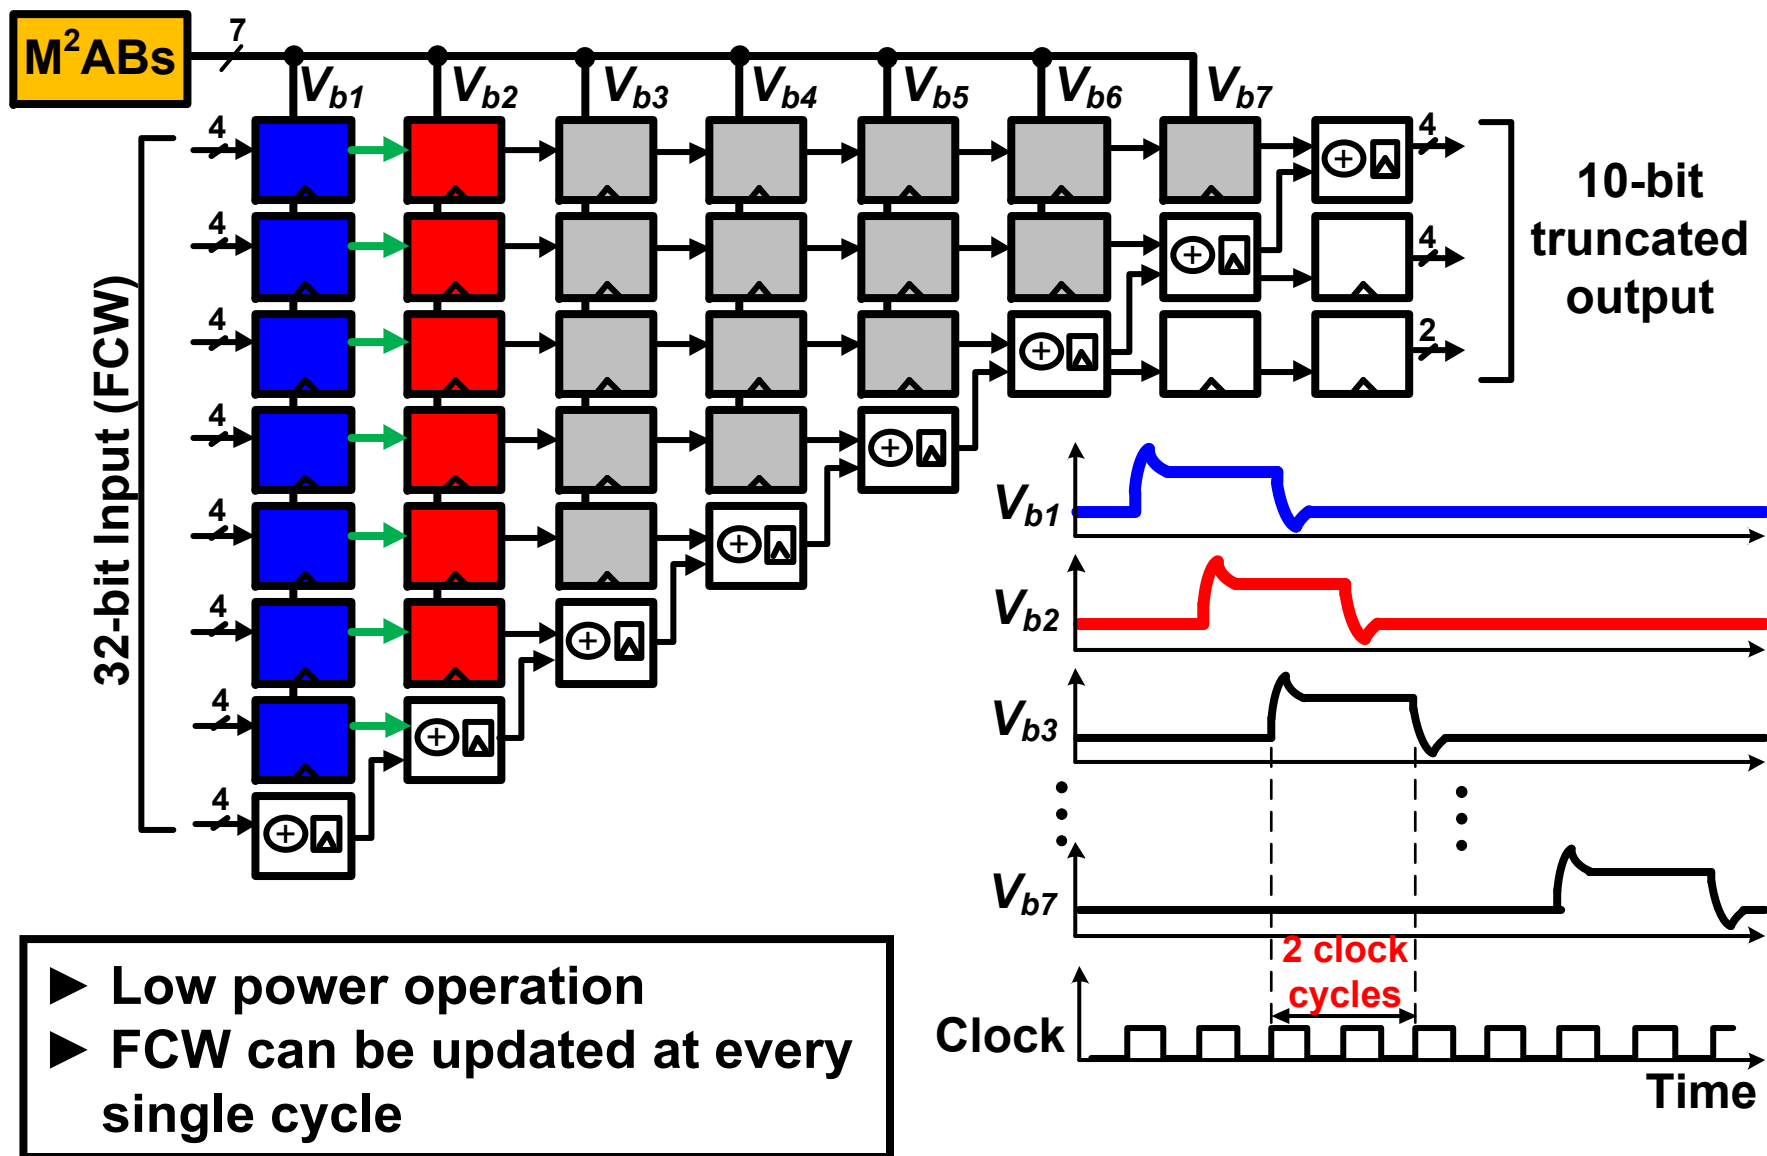 M²ABs
7
Vb1 Vb2 Vb3 Vb4 Vb5 Vb6 Vb7
32-bit Input (FCW)
4
4
4
4
4
4
4
4
+
+
+
+
+
+
+
+
4
4
2
10-bit
truncated
output
Vb1
Vb2
Vb3
Vb7
2 clock
cycles
Clock
Time
► Low power operation
► FCW can be updated at every
single cycle